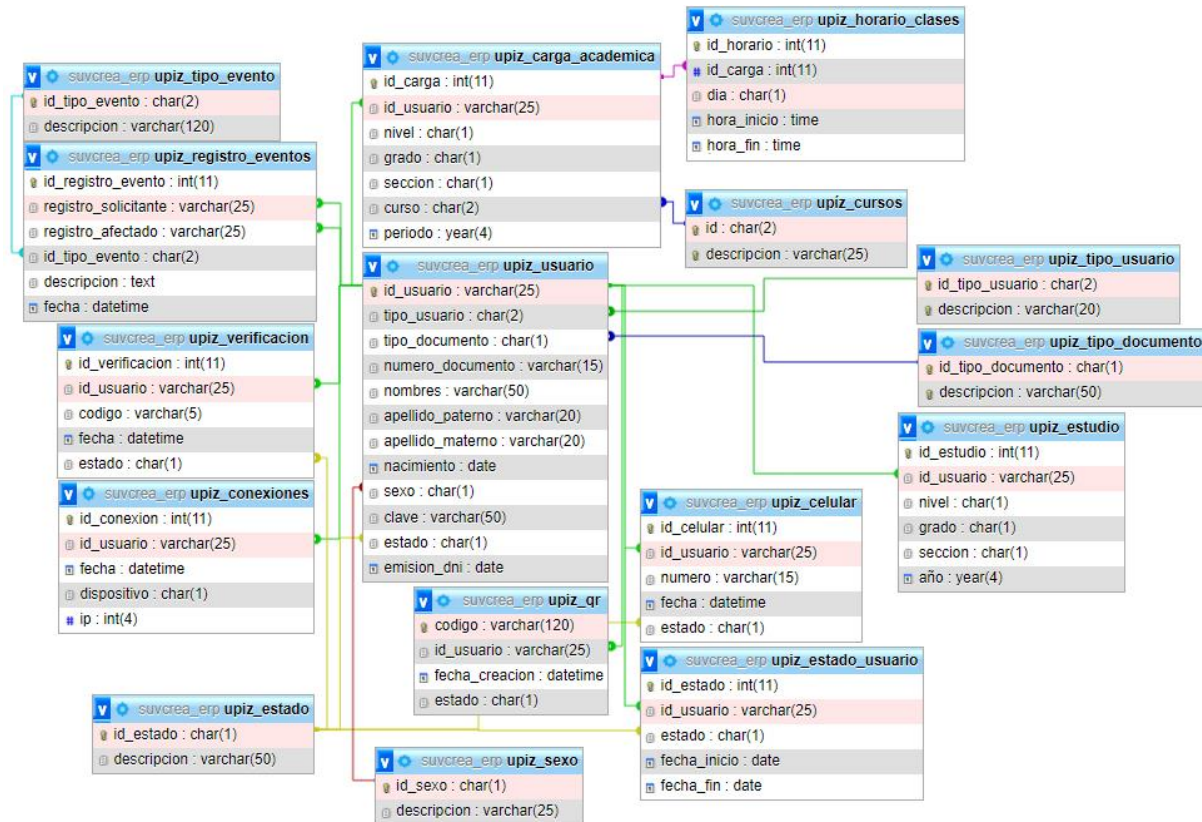 suvcrea_erp upiz_tipo_evento
id_tipo_evento : char(2)
descripcion : varchar(120)
suvcrea_erp upiz_registro_eventos
id_registro_evento : int(11)
registro_solicitante : varchar(25)
registro_afectado : varchar(25)
id_tipo_evento : char(2)
descripcion : text
fecha : datetime
suvcrea_erp upiz_verificacion
id_verificacion : int(11)
id_usuario : varchar(25)
codigo : varchar(5)
fecha : datetime
estado : char(1)
suvcrea_erp upiz_conexiones
id_conexion : int(11)
id_usuario : varchar(25)
fecha : datetime
dispositivo : char(1)
# ip : int(4)
suvcrea_erp upiz_estado
id_estado : char(1)
descripcion : varchar(50)
suvcrea_erp upiz_carga_academica
id_carga : int(11)
id_usuario : varchar(25)
nivel : char(1)
grado : char(1)
seccion : char(1)
curso : char(2)
periodo : year(4)
suvcrea_erp upiz_usuario
id_usuario : varchar(25)
tipo_usuario : char(2)
tipo_documento : char(1)
numero_documento : varchar(15)
nombres : varchar(50)
apellido_paterno : varchar(20)
apellido_materno : varchar(20)
nacimiento : date
sexo : char(1)
clave : varchar(50)
estado : char(1)
emision_dni : date
suvcrea_erp upiz_qr
codigo : varchar(120)
id_usuario : varchar(25)
fecha_creacion : datetime
estado : char(1)
suvcrea_erp upiz_sexo
id_sexo : char(1)
descripcion : varchar(25)
suvcrea_erp upiz_horario_clases
id_horario : int(11)
# id_carga : int(11)
dia : char(1)
hora_inicio : time
hora_fin : time
suvcrea_erp upiz_cursos
id : char(2)
descripcion : varchar(25)
suvcrea_erp upiz_tipo_usuario
id_tipo_usuario : char(2)
descripcion : varchar(20)
suvcrea_erp upiz_tipo_documento
id_tipo_documento : char(1)
descripcion : varchar(50)
suvcrea_erp upiz_estudio
id_estudio : int(11)
id_usuario : varchar(25)
nivel : char(1)
grado : char(1)
seccion : char(1)
año : year(4)
suvcrea_erp upiz_celular
id_celular : int(11)
id_usuario : varchar(25)
numero : varchar(15)
fecha : datetime
estado : char(1)
suvcrea_erp upiz_estado_usuario
id_estado : int(11)
id_usuario : varchar(25)
estado : char(1)
fecha_inicio : date
fecha_fin : date